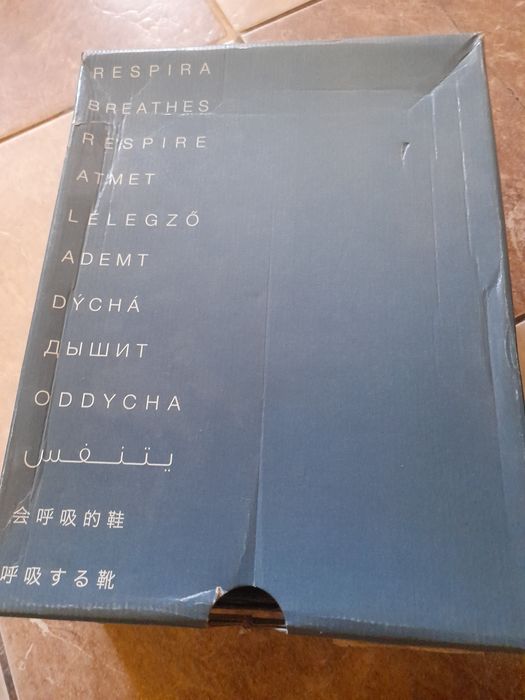 RESPIRA
BREATHES
RESPIRE
ATMET
LÉLEGZŐ
ADEMT
DÝCHÁ
ДЫШИТ
ODDYCHA
يتنفس
会呼吸的鞋
呼吸する靴